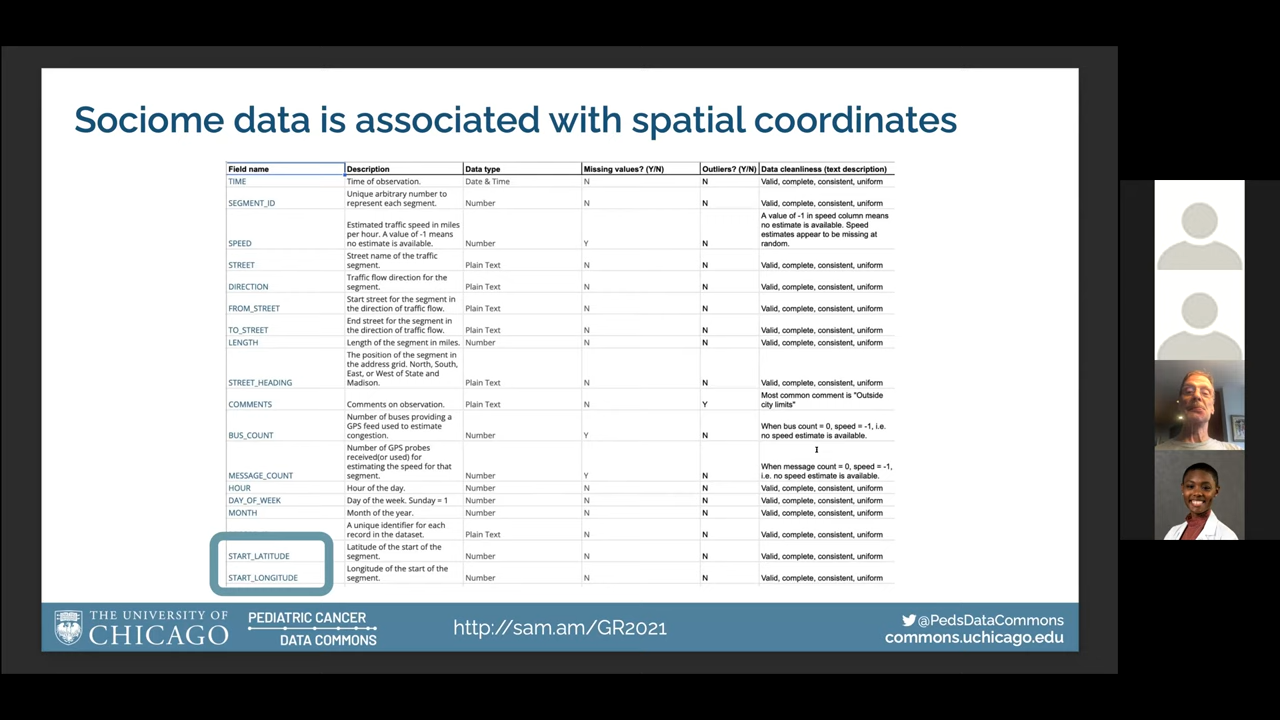 Sociome data is associated with spatial coordinates
Field name Description Data type Missing values? (Y/N) Outliers? (Y/N) Data cleanliness (text description)
TIME Time of observation. Date & Time N N Valid, complete, consistent, uniform
Unique arbitrary number to
SEGMENT_ID represent each segment. Number N N Valid, complete, consistent, uniform
A value of -1 in speed column means
Estimated traffic speed in miles no estimate is available. Speed
per hour. A value of -1 means estimates appear to be missing at
SPEED no estimate is available. Number Y N random.
Street name of the traffic
STREET segment. Plain Text N N Valid, complete, consistent, uniform
Traffic flow direction for the
DIRECTION segment. Plain Text N N Valid, complete, consistent, uniform
Start street for the segment in
FROM_STREET the direction of traffic flow. Plain Text N N Valid, complete, consistent, uniform
End street for the segment in
TO_STREET the direction of traffic flow. Plain Text N N Valid, complete, consistent, uniform
LENGTH Length of the segment in miles. Number N N Valid, complete, consistent, uniform
The position of the segment in
the address grid. North, South,
East, or West of State and
STREET_HEADING Madison. Plain Text N N Valid, complete, consistent, uniform
Most common comment is "Outside
COMMENTS Comments on observation. Plain Text N Y city limits"
Number of buses providing a
GPS feed used to estimate When bus count = 0, speed = -1, i.e.
BUS_COUNT congestion. Number Y N no speed estimate is available.
Number of GPS probes
received(or used) for
estimating the speed for that When message count = 0, speed = -1,
MESSAGE_COUNT segment. Number Y N i.e. no speed estimate is available.
HOUR Hour of the day. Number N N Valid, complete, consistent, uniform
DAY_OF_WEEK Day of the week. Sunday = 1 Number N N Valid, complete, consistent, uniform
MONTH Month of the year. Number N N Valid, complete, consistent, uniform
A unique identifier for each
record in the dataset. Plain Text N N Valid, complete, consistent, uniform
Latitude of the start of the
START_LATITUDE segment. Number N N Valid, complete, consistent, uniform
Longitude of the start of the
START_LONGITUDE segment. Number N N Valid, complete, consistent, uniform
THE UNIVERSITY OF
CHICAGO
PEDIATRIC CANCER
DATA COMMONS
http://sam.am/GR2021
@PedsDataCommons
commons.uchicago.edu